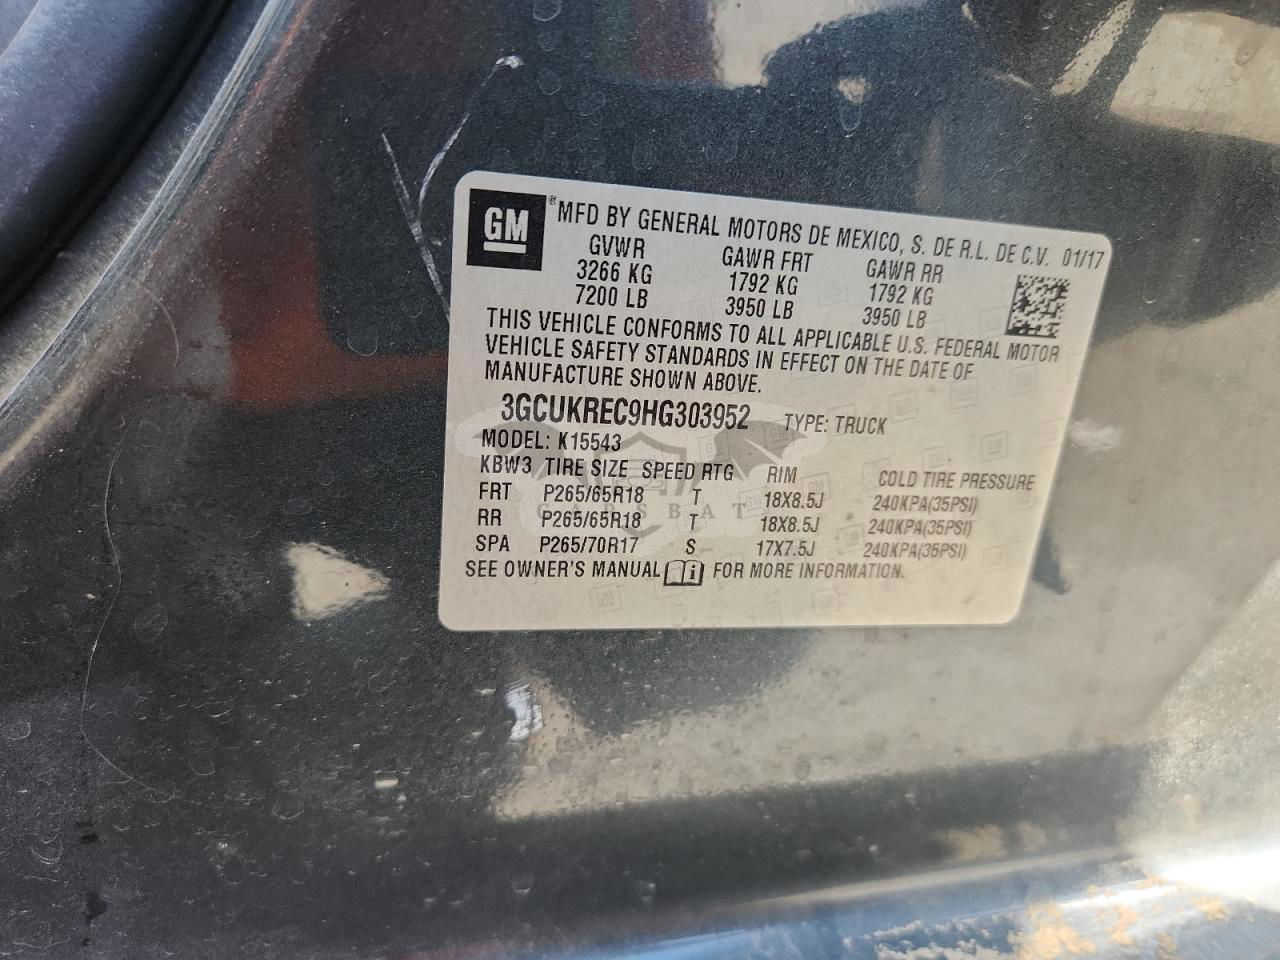 GM ® MFD BY GENERAL MOTORS DE MEXICO, S. DE R.L. DE C.V. 01/17
GVWR GAWR FRT GAWR RR
3266 KG 1792 KG 1792 KG
7200 LB 3950 LB 3950 LB
THIS VEHICLE CONFORMS TO ALL APPLICABLE U.S. FEDERAL MOTOR
VEHICLE SAFETY STANDARDS IN EFFECT ON THE DATE OF
MANUFACTURE SHOWN ABOVE.
3GCUKREC9HG303952 TYPE: TRUCK
MODEL: K15543
KBW3 TIRE SIZE SPEED RTG RIM COLD TIRE PRESSURE
FRT P265/65R18 T 18X8.5J 240KPA(35PSI)
RR P265/65R18 T 18X8.5J 240KPA(35PSI)
SPA P265/70R17 S 17X7.5J 240KPA(35PSI)
SEE OWNER'S MANUAL i FOR MORE INFORMATION.
CARSBAT